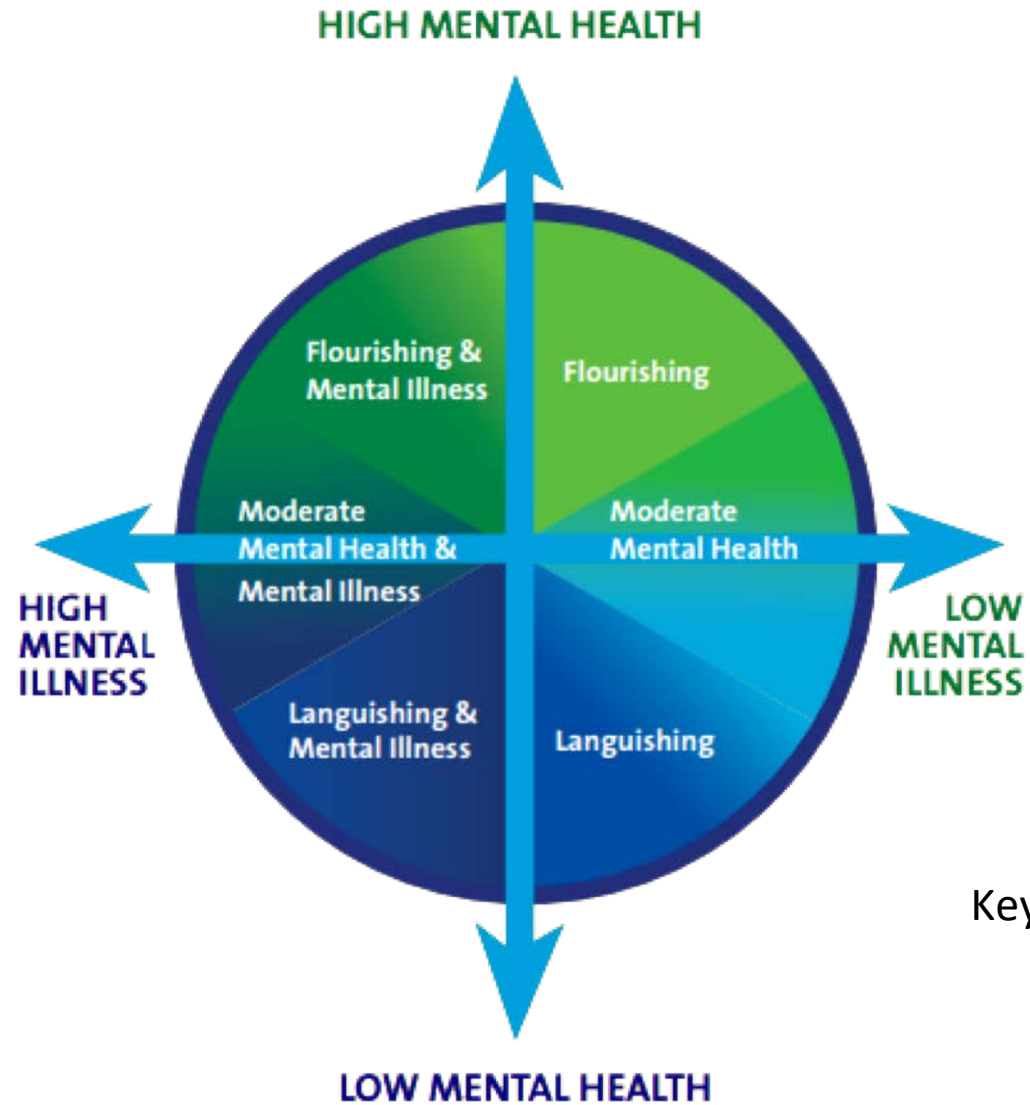 HIGH MENTAL HEALTH
Flourishing &
Mental Illness
Flourishing
Moderate
Mental Health &
Mental Illness
Moderate
Mental Health
HIGH
MENTAL
ILLNESS
LOW
MENTAL
ILLNESS
Languishing &
Mental Illness
Languishing
Key
LOW MENTAL HEALTH